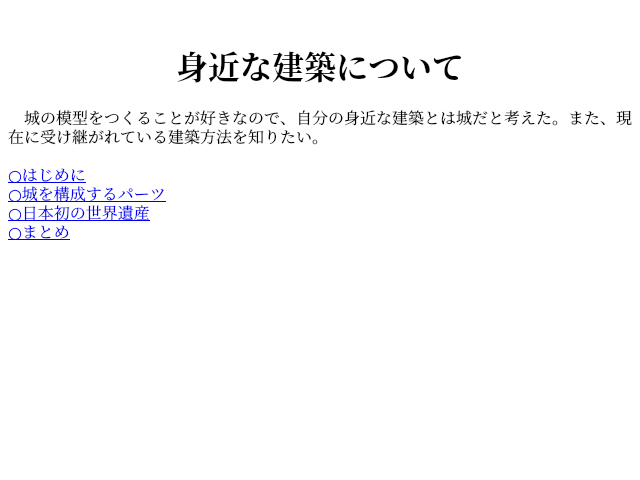 身近な建築について
　城の模型をつくることが好きなので、自分の身近な建築とは城だと考えた。また、現
在に受け継がれている建築方法を知りたい。
○はじめに
○城を構成するパーツ
○日本初の世界遺産
○まとめ